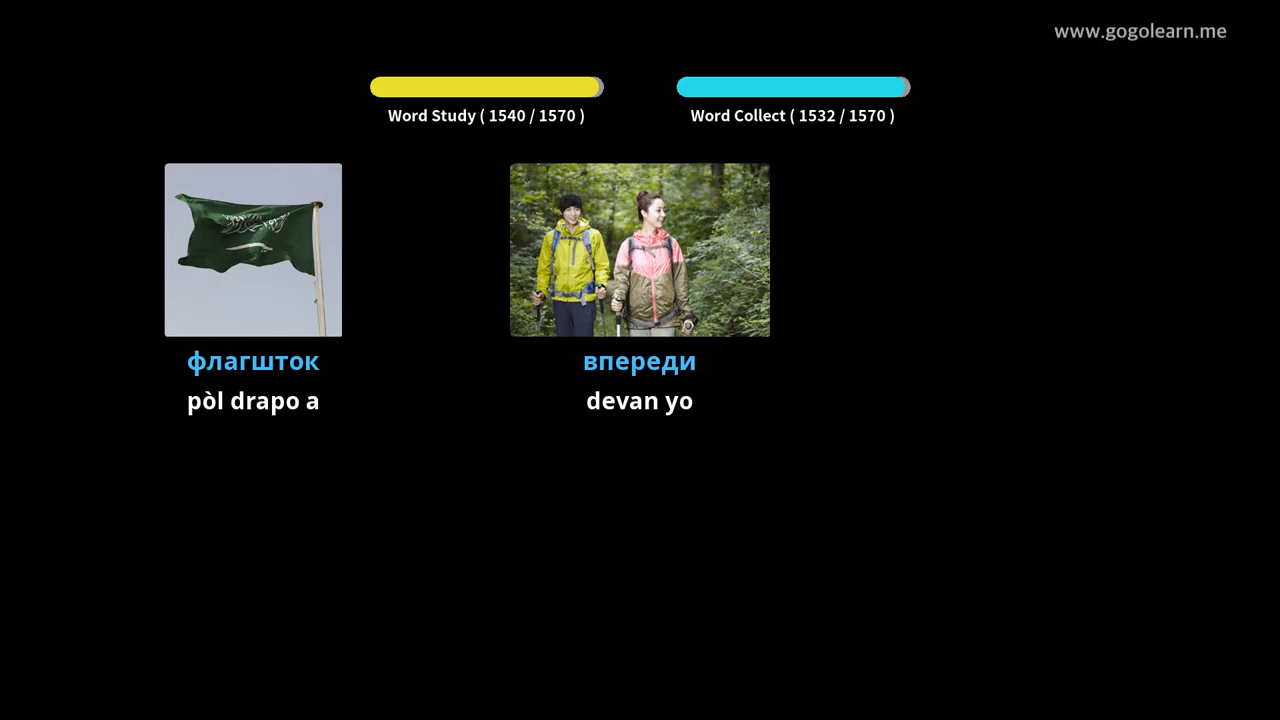 www.gogolearn.me
Word Study ( 1540 / 1570 )
Word Collect ( 1532 / 1570 )
флагшток
впереди
pòl drapo a
devan yo